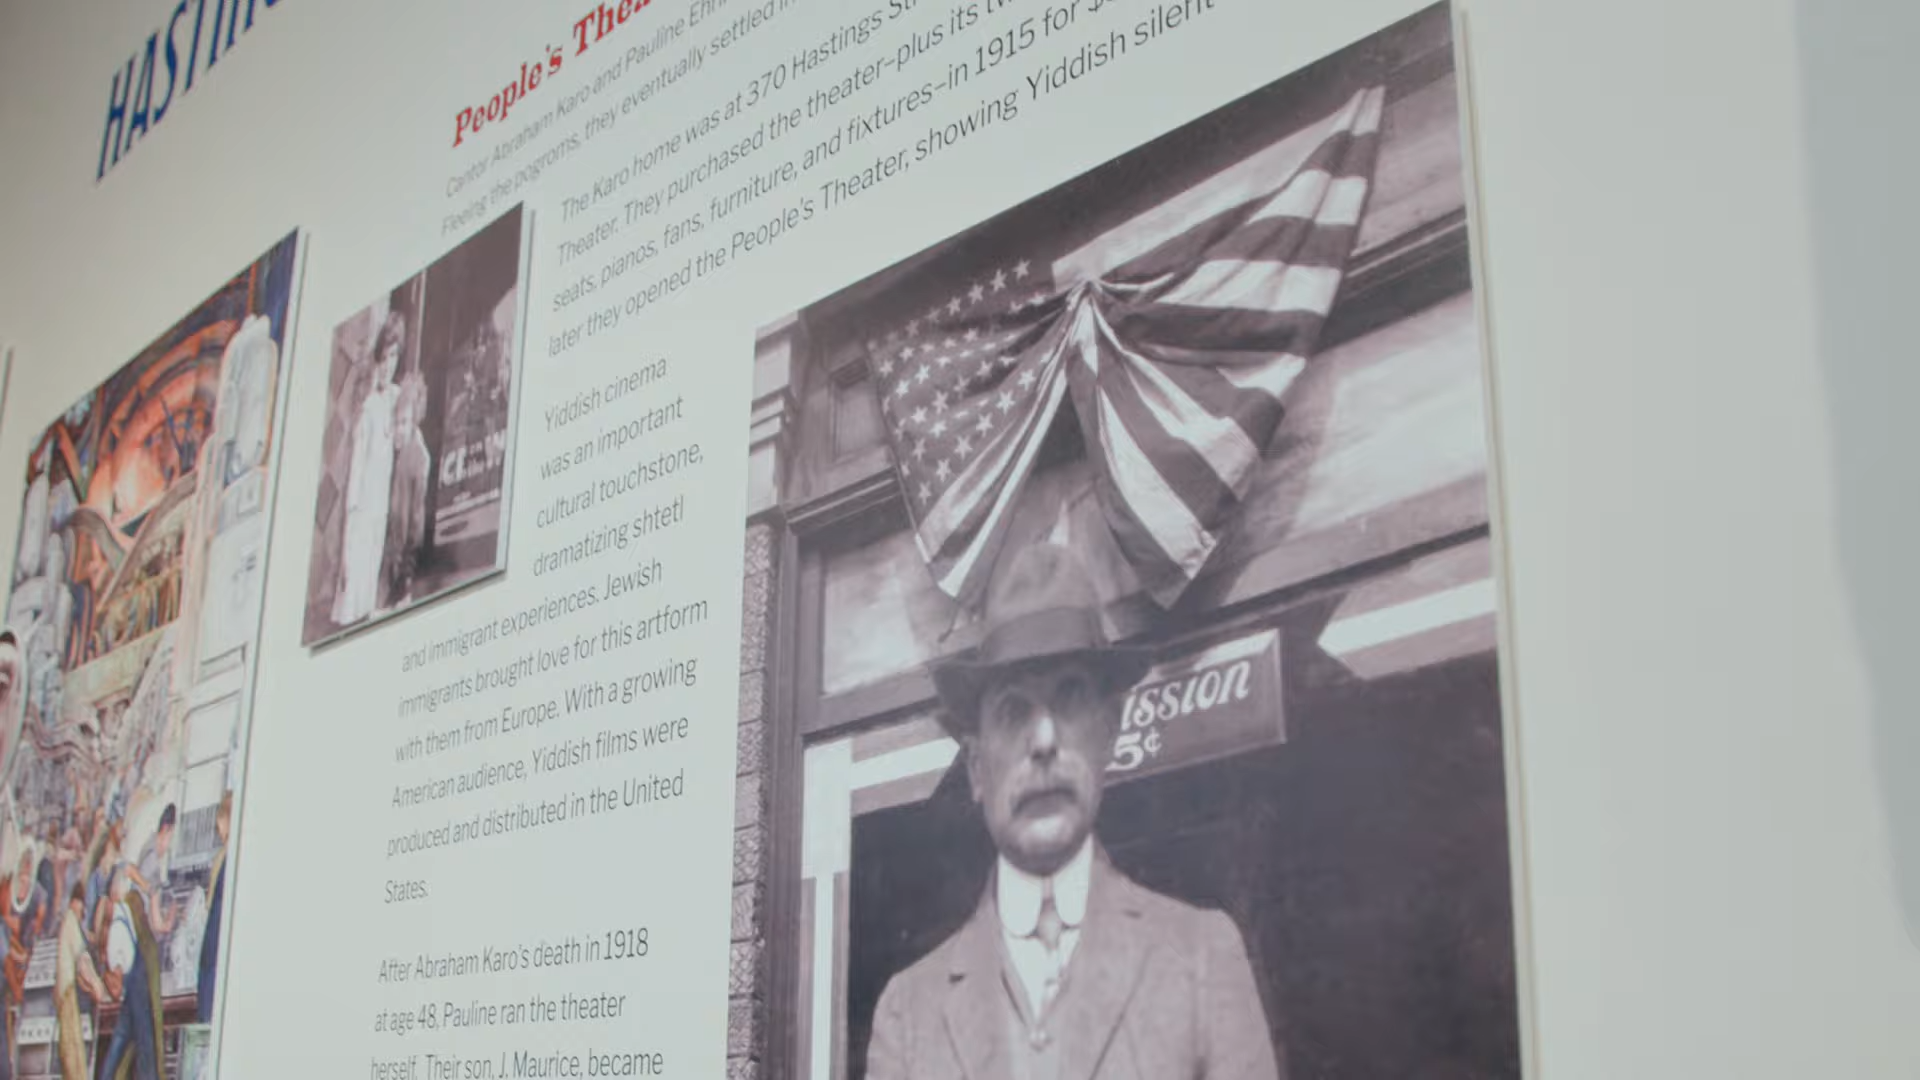 People's
Cantor Abraham Karo and Pauline
Fleeing the pogroms, they eventually settled in
The Karo home was at 370 Hastings
Theater. They purchased the theater–plus its
seats, pianos, fans, furniture, and fixtures–in 1915 for
later they opened the People's Theater, showing Yiddish silent
Yiddish cinema
was an important
cultural touchstone,
dramatizing shtetl
and immigrant experiences. Jewish
immigrants brought love for this artform
with them from Europe. With a growing
American audience, Yiddish films were
produced and distributed in the United
States.
After Abraham Karo's death in 1918
at age 48, Pauline ran the theater
herself. Their son, J. Maurice, became
ission
5¢